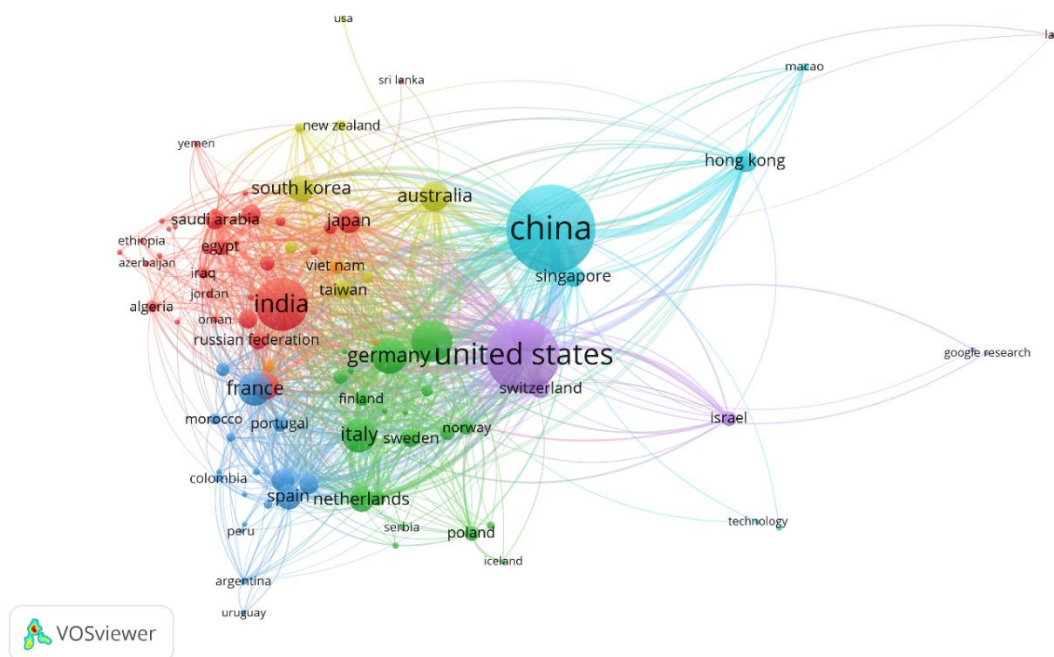 usa
la
macao
sri lanka
new zealand
yemen
hong kong
south korea
australia
saudi arabia
japan
china
ethiopia
egypt
azerbaijan
iraq
viet nam
singapore
jordan
taiwan
algeria
india
oman
russian federation
germany
united states
google research
france
switzerland
finland
morocco
portugal
israel
italy
sweden
norway
colombia
spain
netherlands
technology
peru
serbia
poland
iceland
argentina
uruguay
VOSviewer